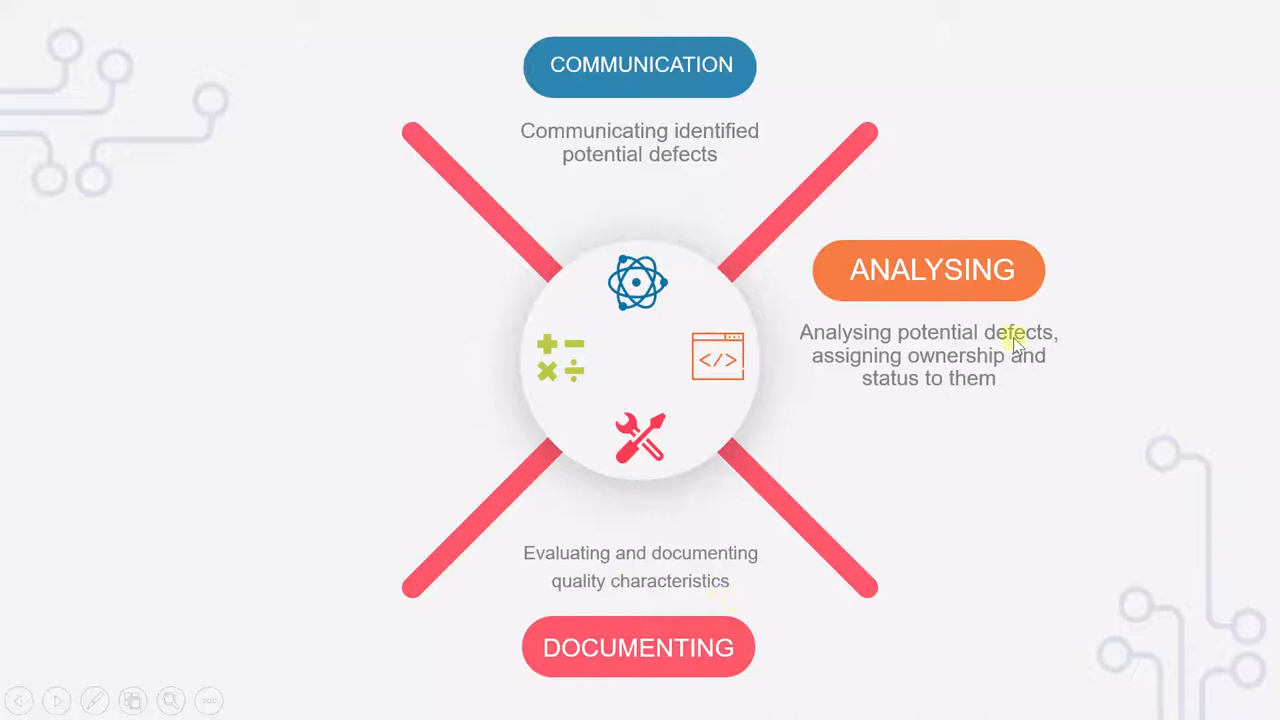 COMMUNICATION
Communicating identified
potential defects
ANALYSING
Analysing potential defects,
assigning ownership and
status to them
Evaluating and documenting
quality characteristics
DOCUMENTING